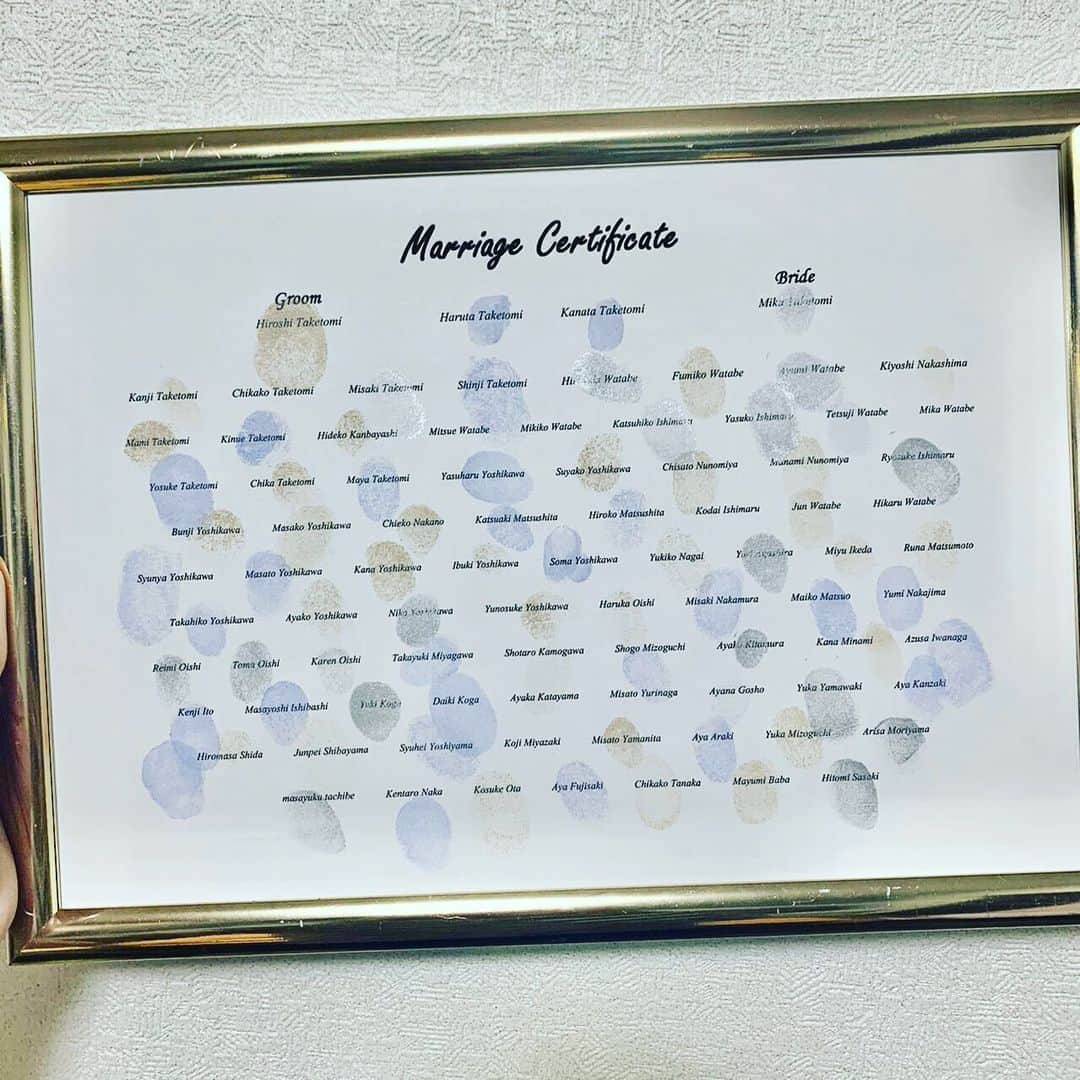 Marriage Certificate
Groom Bride
Hiroshi Taketomi Haruta Taketomi Kanata Taketomi Mika Taketomi
Kanji Taketomi Chikako Taketomi Misaki Taketomi Shinji Taketomi Watabe Fumiko Watabe Ayumi Watabe Kiyoshi Nakashima
Mami Taketomi Kinue Taketomi Hideko Kanbayashi Mitsue Watabe Mikiko Watabe Katsuhiko Ishimaru Yasuko Ishimaru Tetsuji Watabe Mika Watabe
Yosuke Taketomi Chika Taketomi Maya Taketomi Yasuharu Yoshikawa Suyako Yoshikawa Chisato Nunomiya Manami Nunomiya Ryosuke Ishimaru
Bunji Yoshikawa Masako Yoshikawa Chieko Nakano Katsuaki Matsushita Hiroko Matsushita Kodai Ishimaru Jun Watabe Hikaru Watabe
Syunya Yoshikawa Masato Yoshikawa Kana Yoshikawa Ibuki Yoshikawa Soma Yoshikawa Yukiko Nagai Miyu Ikeda Runa Matsumoto
Takahiko Yoshikawa Ayako Yoshikawa Niko Yoshikawa Yunosuke Yoshikawa Haruka Oishi Misaki Nakamura Maiko Matsuo Yumi Nakajima
Reimi Oishi Toma Oishi Karen Oishi Takayuki Miyagawa Shotaro Kamogawa Shogo Mizoguchi Ayako Kitamura Kana Minami Azusa Iwanaga
Kenji Ito Masayoshi Ishibashi Yuki Koga Daiki Koga Ayaka Katayama Misato Yurinaga Ayana Gosho Yuka Yamawaki Aya Kanzaki
Hiromasa Shida Junpei Shibayama Syuhei Yoshiyama Koji Miyazaki Misato Yamanita Aya Araki Yuka Mizoguchi Arisa Moriyama
masayuku tachibe Kentaro Naka Kosuke Ota Aya Fujisaki Chikako Tanaka Mayumi Baba Hitomi Sasaki